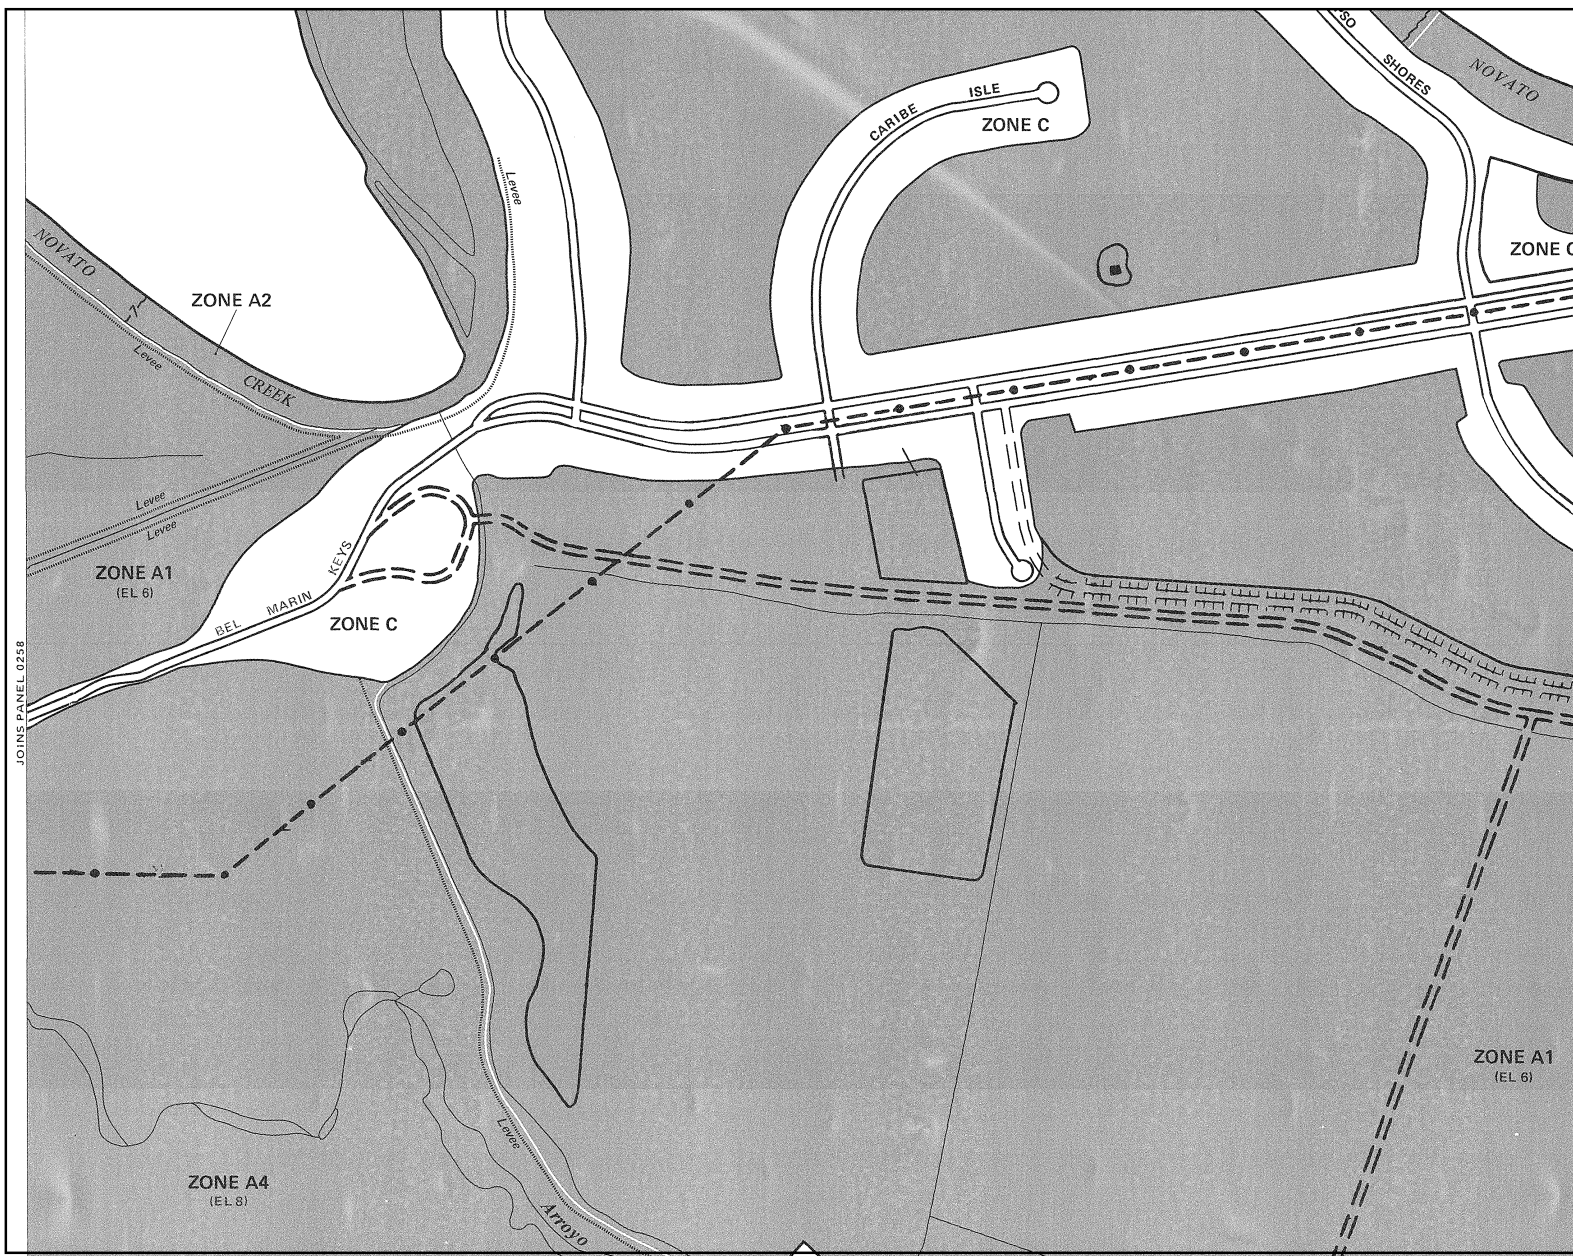 SHORES
NOVATO
ISLE
CARIBE
ZONE C
Levee
NOVATO
ZONE C
ZONE A2
7
Levee
CREEK
Levee
Levee
KEYS
ZONE A1
(EL 6)
MARIN
BEL
ZONE C
JOINS PANEL 0258
ZONE A1
(EL 6)
Levee
ZONE A4
(EL 8)
Arroyo